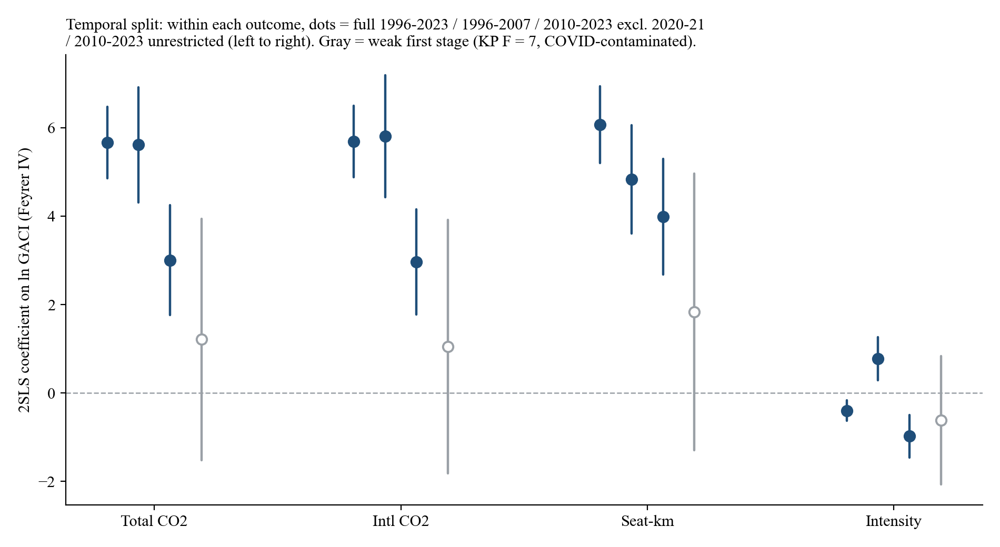 Temporal split: within each outcome, dots = full 1996-2023 / 1996-2007 / 2010-2023 excl. 2020-21
/ 2010-2023 unrestricted (left to right). Gray = weak first stage (KP F = 7, COVID-contaminated).
2SLS coefficient on ln GACI (Feyrer IV)
6
4
2
0
−2
Total CO2
Intl CO2
Seat-km
Intensity